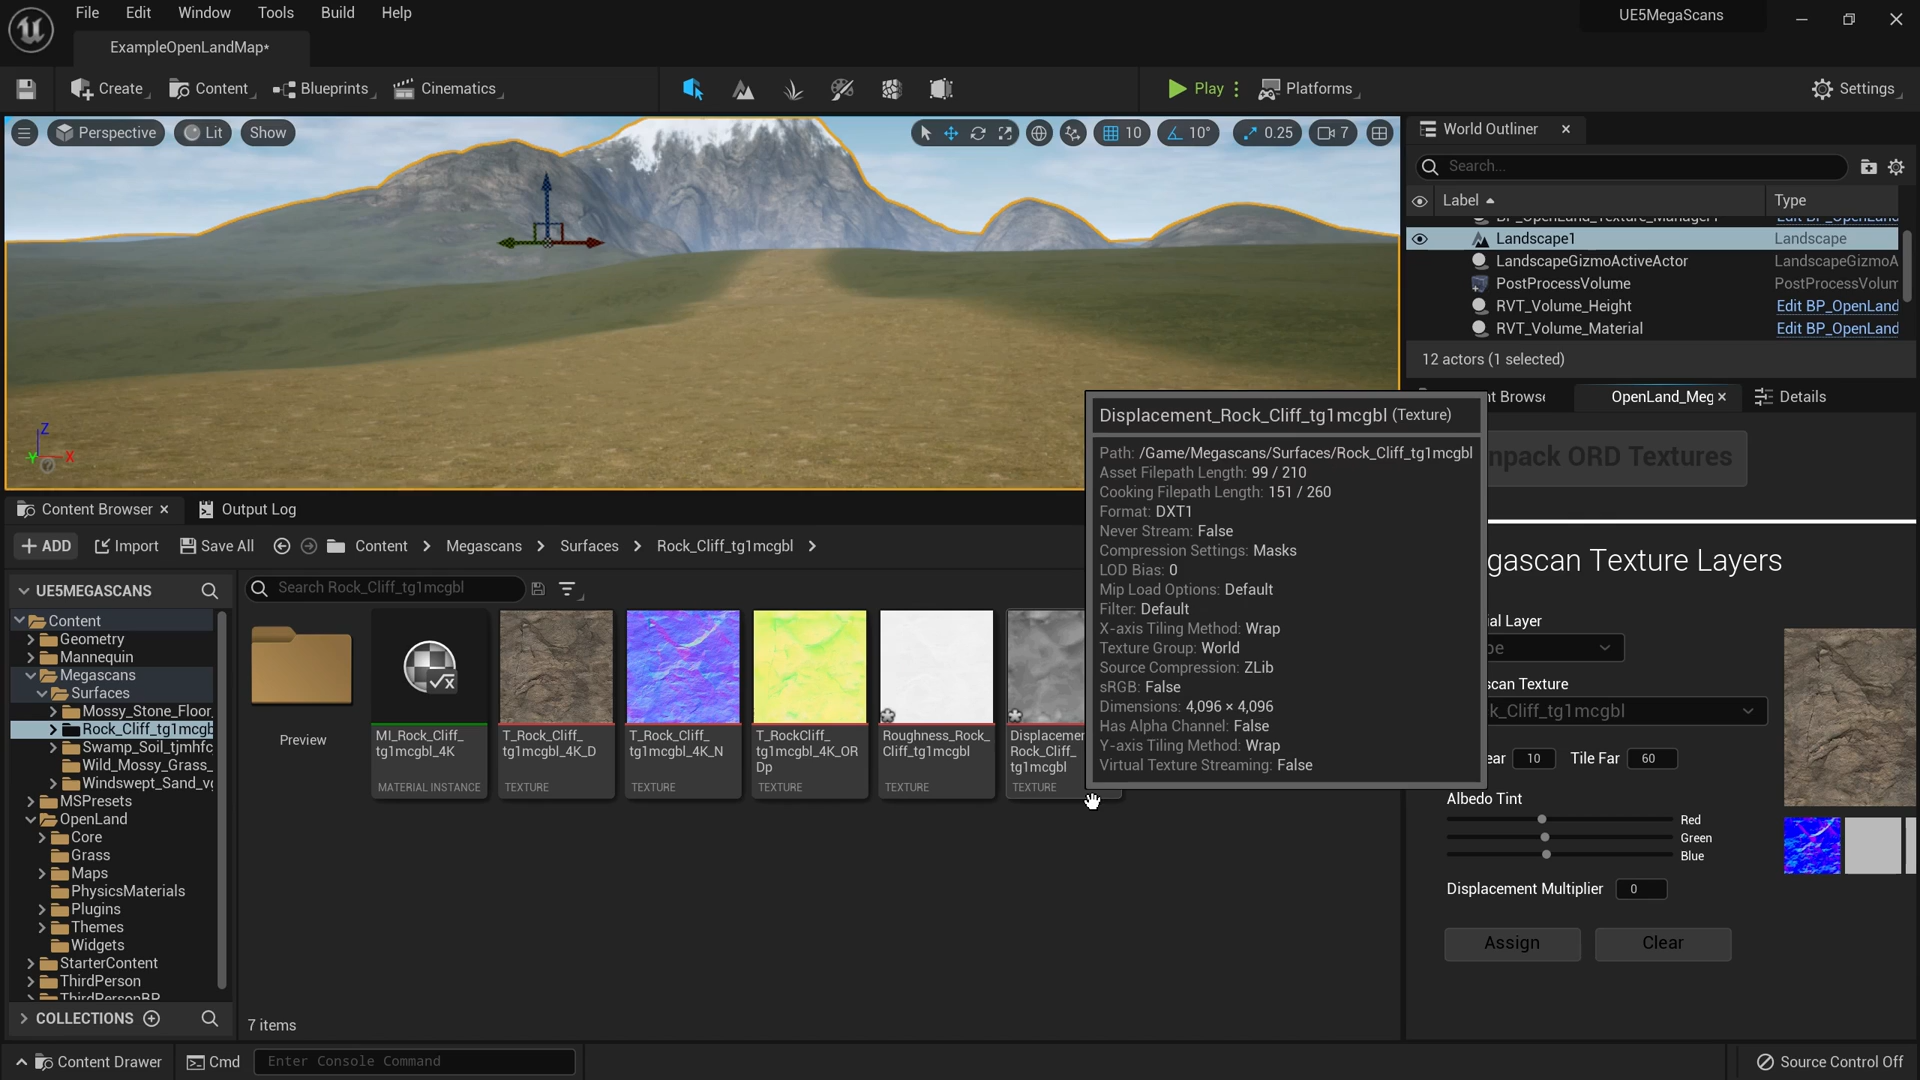 File Edit Window Tools Build Help
UE5MegaScans
ExampleOpenLandMap*
Create Content Blueprints Cinematics
Play Platforms Settings
Perspective Lit Show
10 10° 0.25 7
World Outliner
Search...
Label Type
Landscape1 Landscape
LandscapeGizmoActiveActor LandscapeGizmoA
PostProcessVolume PostProcessVolum
RVT_Volume_Height Edit BP_OpenLand
RVT_Volume_Material Edit BP_OpenLand
12 actors (1 selected)
nt Browse OpenLand_Meg Details
npack ORD Textures
gascan Texture Layers
ial Layer
pe
scan Texture
k_Cliff_tg1mcgbl
ear 10 Tile Far 60
Albedo Tint
Red
Green
Blue
Displacement Multiplier 0
Assign Clear
Displacement_Rock_Cliff_tg1mcgbl (Texture)
Path: /Game/Megascans/Surfaces/Rock_Cliff_tg1mcgbl
Asset Filepath Length: 99 / 210
Cooking Filepath Length: 151 / 260
Format: DXT1
Never Stream: False
Compression Settings: Masks
LOD Bias: 0
Mip Load Options: Default
Filter: Default
X-axis Tiling Method: Wrap
Texture Group: World
Source Compression: ZLib
sRGB: False
Dimensions: 4,096 × 4,096
Has Alpha Channel: False
Y-axis Tiling Method: Wrap
Virtual Texture Streaming: False
Content Browser Output Log
ADD Import Save All Content Megascans Surfaces Rock_Cliff_tg1mcgbl
UE5MEGASCANS
Search Rock_Cliff_tg1mcgbl
Content
Geometry
Mannequin
Megascans
Surfaces
Mossy_Stone_Floor_
Rock_Cliff_tg1mcgb
Swamp_Soil_tjmhfc
Wild_Mossy_Grass_
Windswept_Sand_v
MSPresets
OpenLand
Core
Grass
Maps
PhysicsMaterials
Plugins
Themes
Widgets
StarterContent
ThirdPerson
ThirdPersonBP
COLLECTIONS
Preview
MI_Rock_Cliff_
tg1mcgbl_4K
MATERIAL INSTANCE
T_Rock_Cliff_
tg1mcgbl_4K_D
TEXTURE
T_Rock_Cliff_
tg1mcgbl_4K_N
TEXTURE
T_RockCliff_
tg1mcgbl_4K_OR
Dp
TEXTURE
Roughness_Rock_
Cliff_tg1mcgbl
TEXTURE
Displacemen
Rock_Cliff_
tg1mcgbl
TEXTURE
7 items
Content Drawer Cmd Enter Console Command Source Control Off